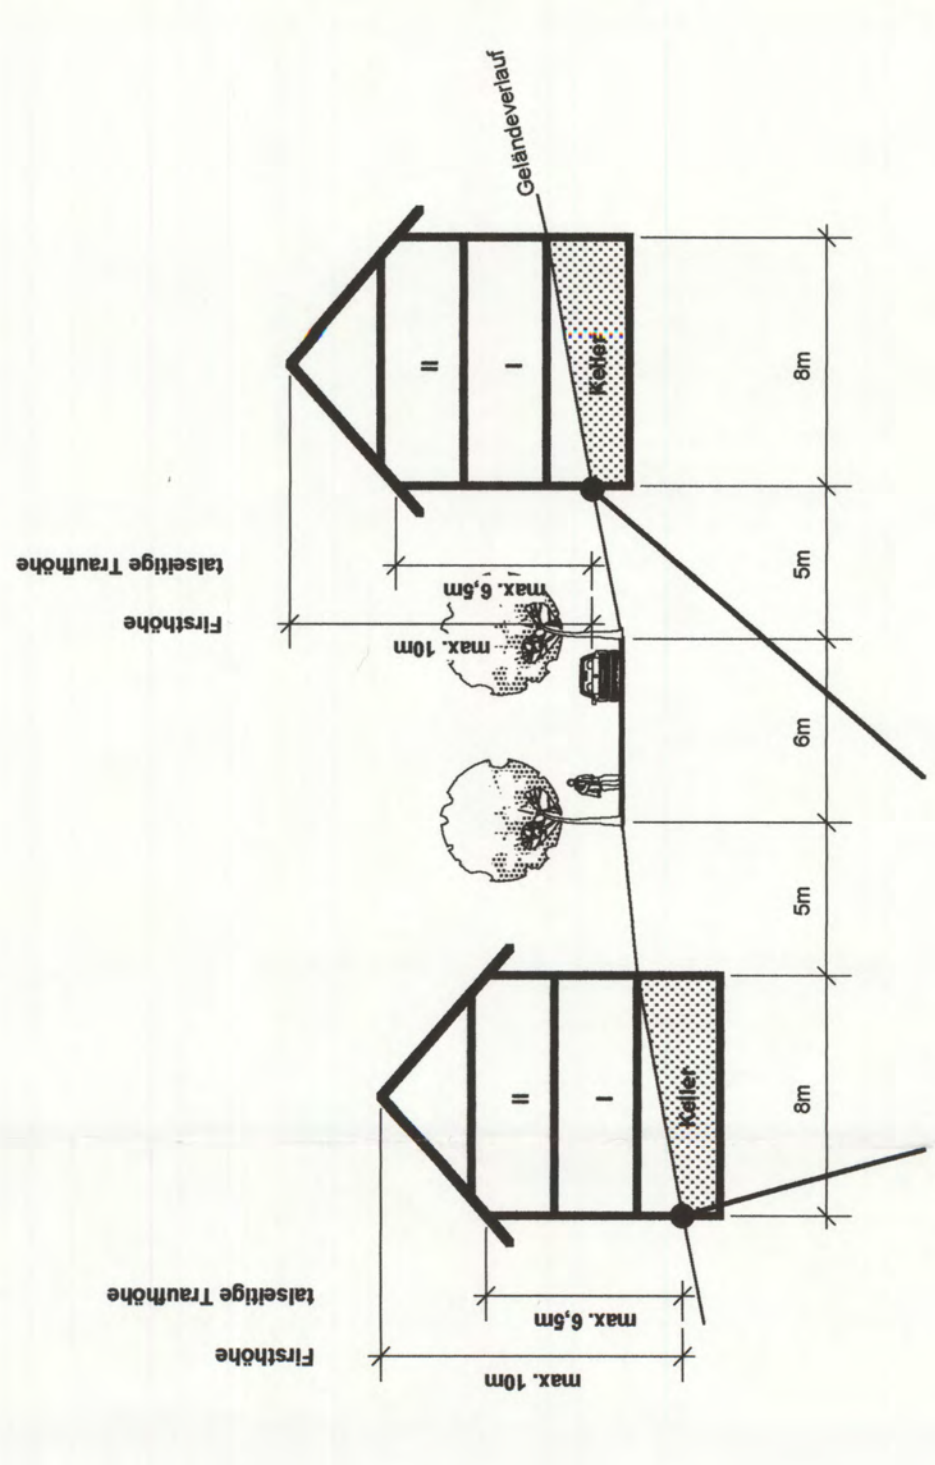 Geländeverlauf
talseitige Traufhöhe
Firsthöhe
max. 6,5m
max. 10m
II
I
Keller
8m
5m
6m
5m
8m
II
I
Keller
talseitige Traufhöhe
Firsthöhe
max. 6,5m
max. 10m